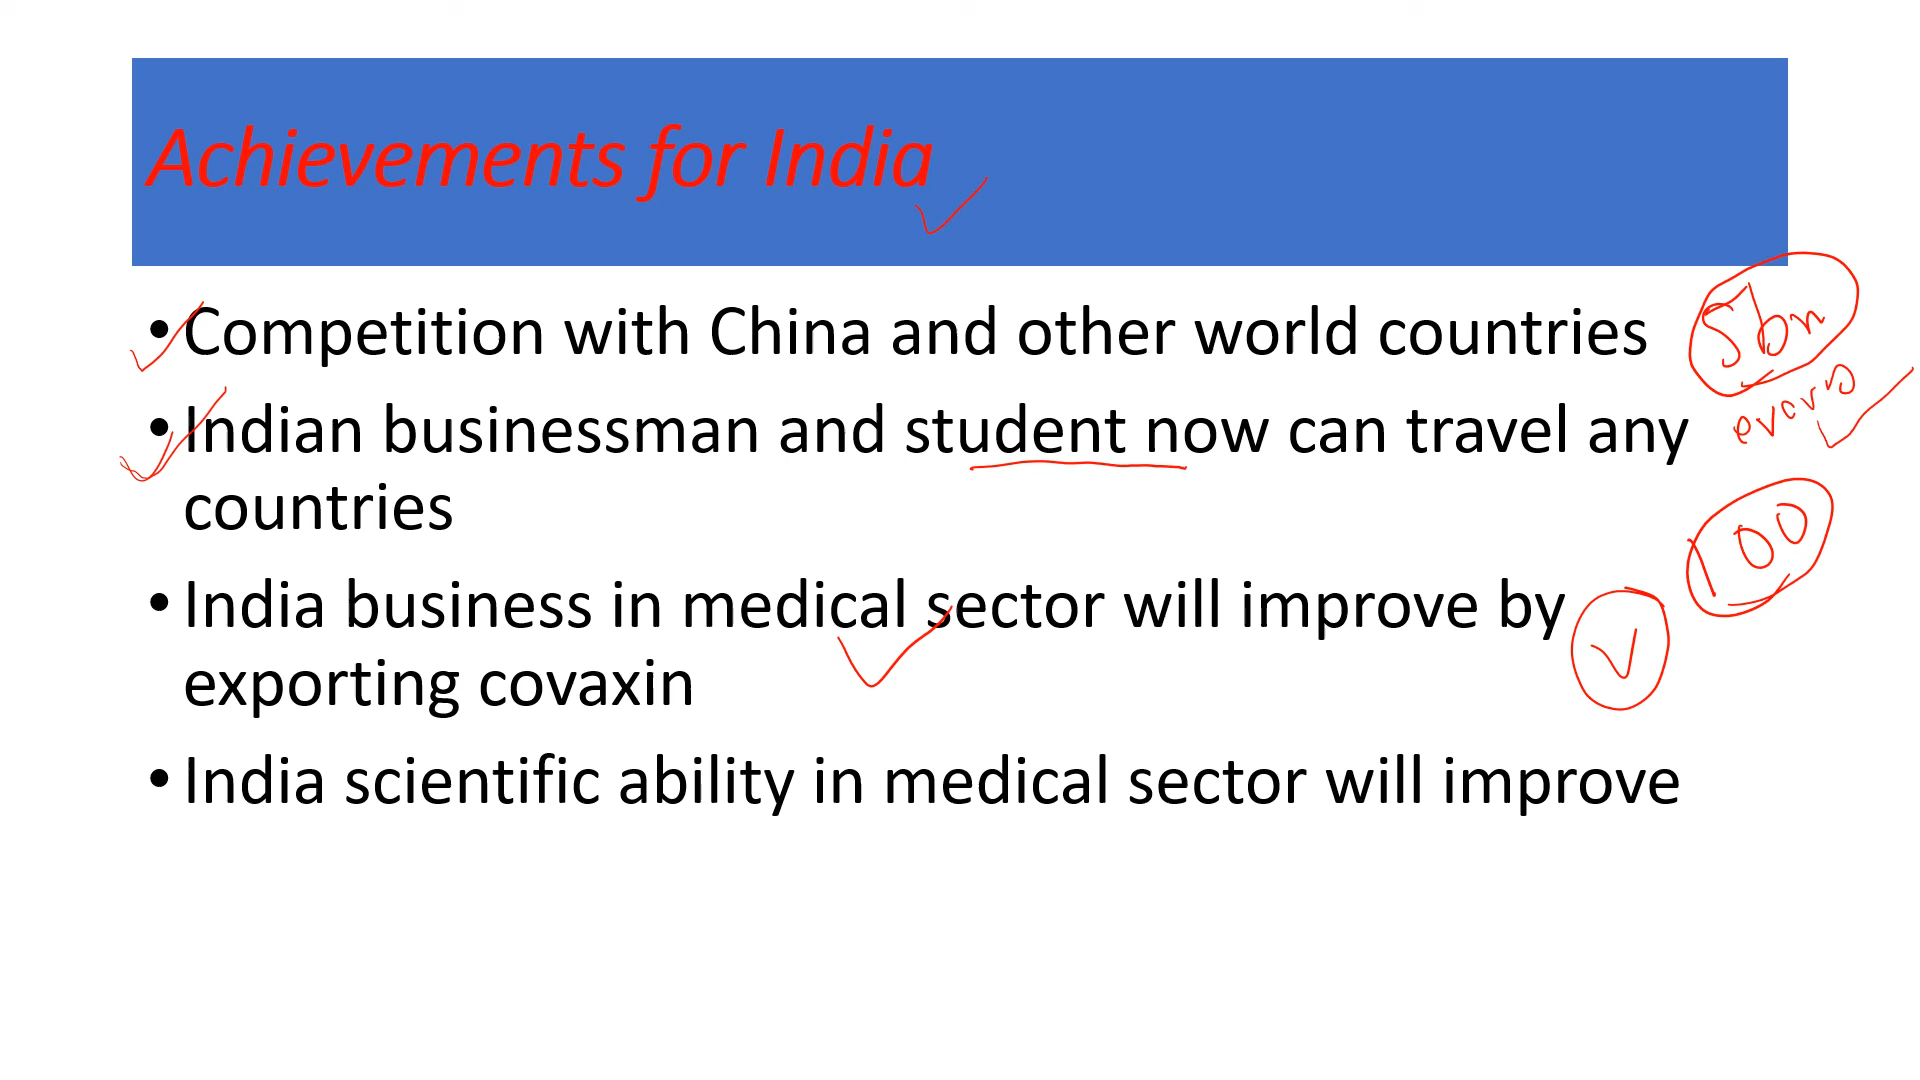 Achievements for India
• Competition with China and other world countries
5bn
• Indian businessman and student now can travel any
countries
100
• India business in medical sector will improve by
exporting covaxin
• India scientific ability in medical sector will improve